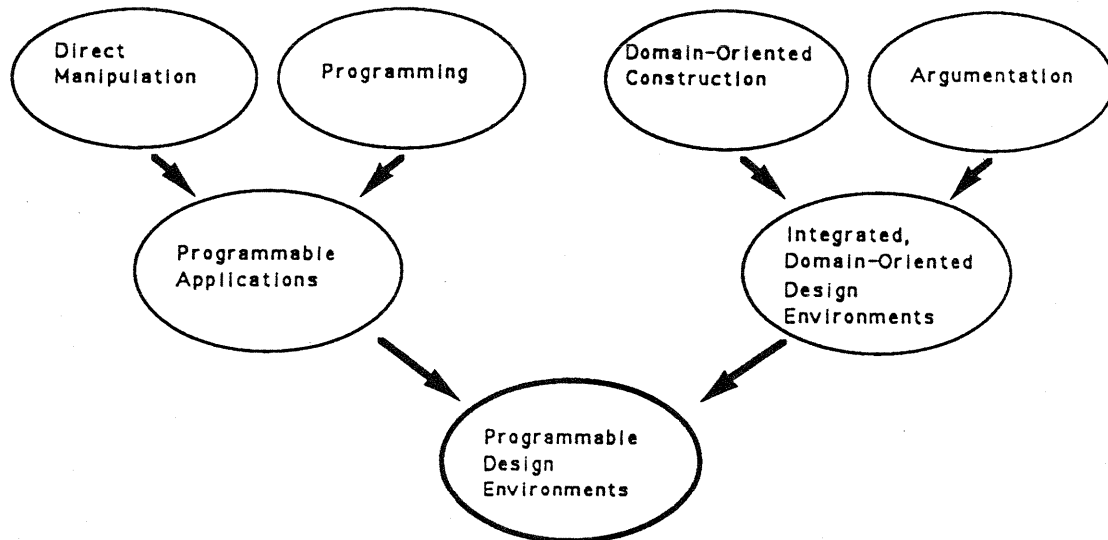 Direct
Manipulation
Programming
Domain-Oriented
Construction
Argumentation
Programmable
Applications
Integrated,
Domain-Oriented
Design
Environments
Programmable
Design
Environments